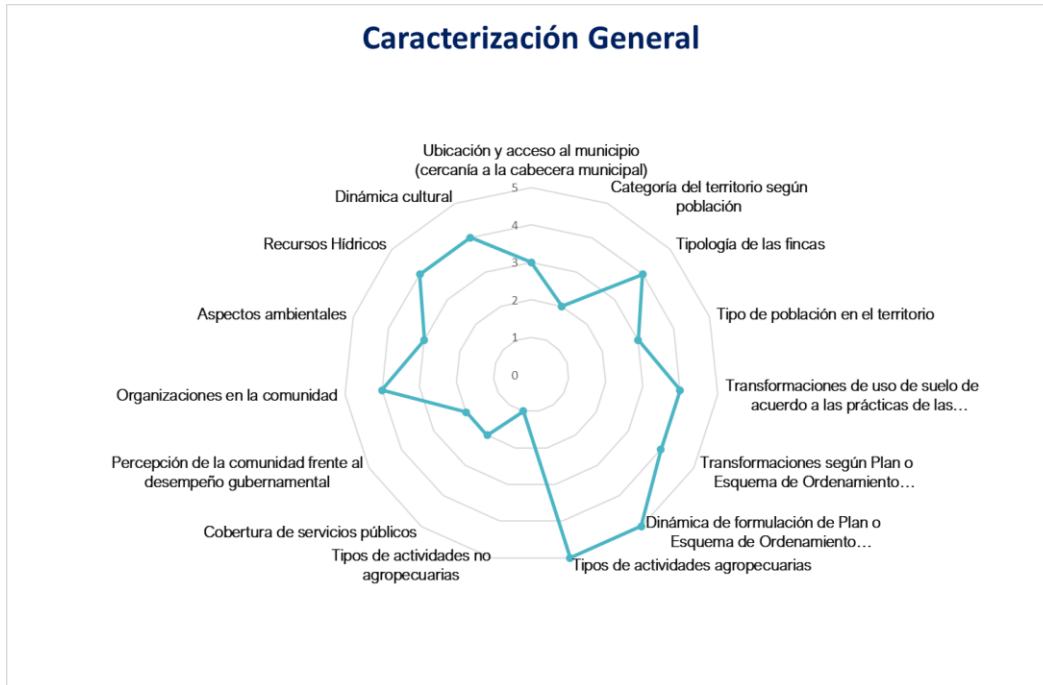 Caracterización General
Ubicación y acceso al municipio
(cercanía a la cabecera municipal)
Categoría del territorio según
población
Tipología de las fincas
Tipo de población en el territorio
Transformaciones de uso de suelo de
acuerdo a las prácticas de las...
Transformaciones según Plan o
Esquema de Ordenamiento...
Dinámica de formulación de Plan o
Esquema de Ordenamiento...
Tipos de actividades agropecuarias
Tipos de actividades no
agropecuarias
Cobertura de servicios públicos
Percepción de la comunidad frente al
desempeño gubernamental
Organizaciones en la comunidad
Aspectos ambientales
Recursos Hídricos
Dinámica cultural
5
4
3
2
1
0